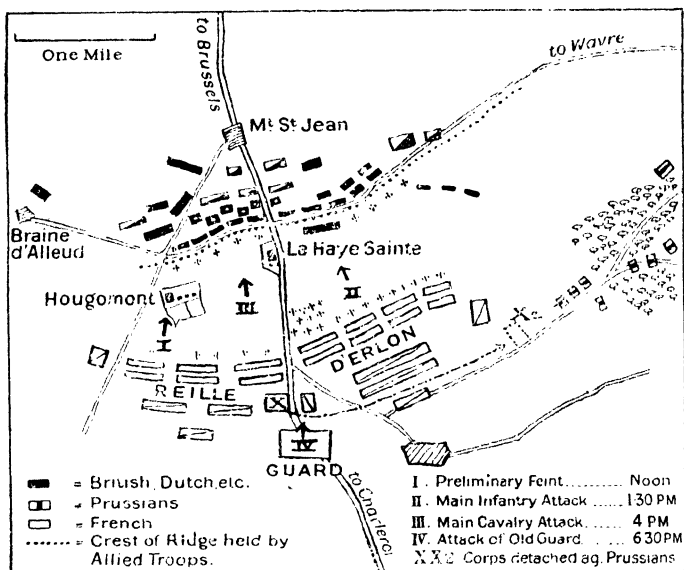 One Mile
to Brussels
to Wavre
Mt St Jean
Braine
d'Alleud
La Haye Sainte
Hougomont
III
II
I
X2
D'ERLON
REILLE
IV
GUARD
to Charleroi
= British, Dutch, etc.
= Prussians
= French
= Crest of Ridge held by
Allied Troops.
I. Preliminary Feint......... Noon
II. Main Infantry Attack ..... 1·30 PM
III. Main Cavalry Attack. .... 4 PM
IV. Attack of Old Guard. .. 6 30 PM
XX2 Corps detached ag. Prussians